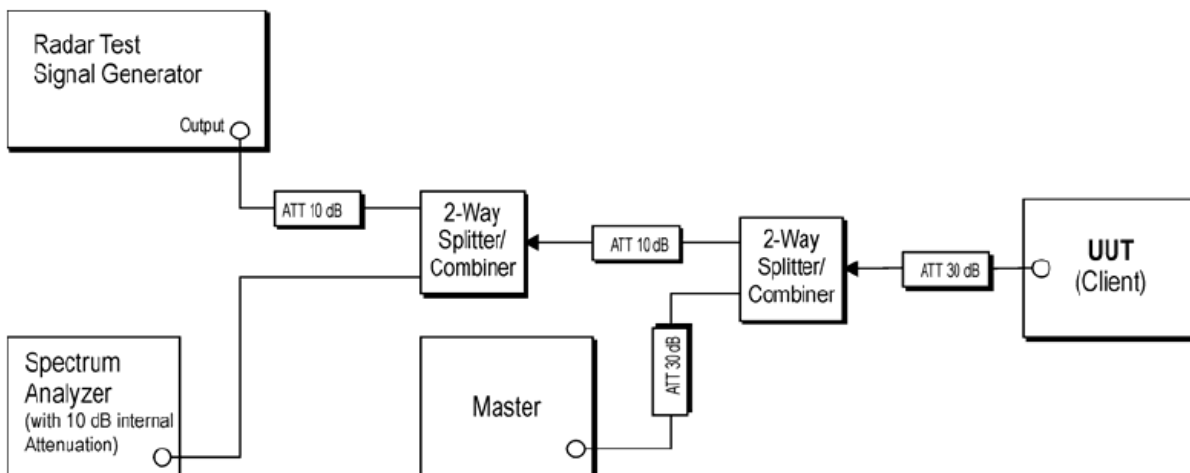 Radar Test
Signal Generator
Output
ATT 10 dB
2-Way
Splitter/
Combiner
ATT 10 dB
2-Way
Splitter/
Combiner
ATT 30 dB
UUT
(Client)
Spectrum
Analyzer
(with 10 dB internal
Attenuation)
Master
ATT 30 dB